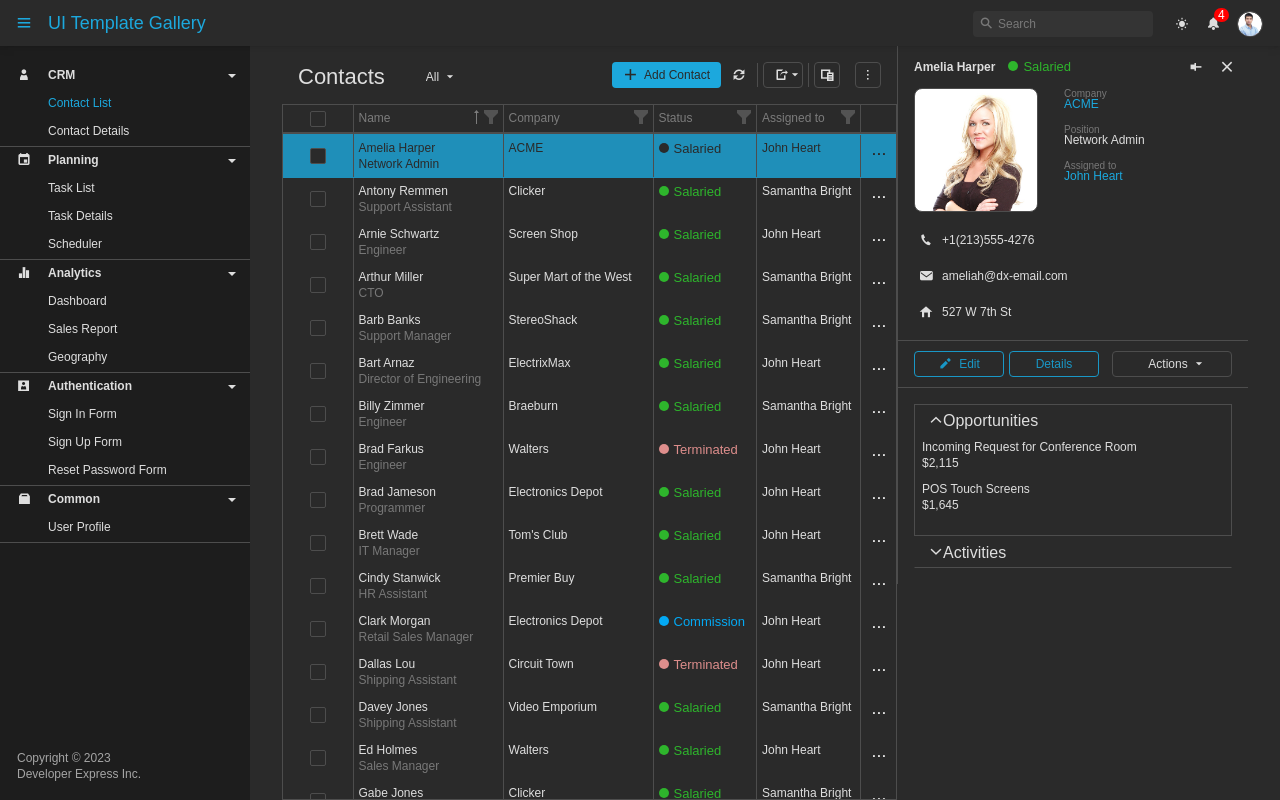 UI Template Gallery
Search
4
CRM
Contact List
Contact Details
Planning
Task List
Task Details
Scheduler
Analytics
Dashboard
Sales Report
Geography
Authentication
Sign In Form
Sign Up Form
Reset Password Form
Common
User Profile
Copyright © 2023
Developer Express Inc.
Contacts
All
Add Contact
Name Company Status Assigned to
Amelia Harper ACME Salaried John Heart
Network Admin
Antony Remmen Clicker Salaried Samantha Bright
Support Assistant
Arnie Schwartz Screen Shop Salaried John Heart
Engineer
Arthur Miller Super Mart of the West Salaried Samantha Bright
CTO
Barb Banks StereoShack Salaried Samantha Bright
Support Manager
Bart Arnaz ElectrixMax Salaried John Heart
Director of Engineering
Billy Zimmer Braeburn Salaried Samantha Bright
Engineer
Brad Farkus Walters Terminated John Heart
Engineer
Brad Jameson Electronics Depot Salaried John Heart
Programmer
Brett Wade Tom's Club Salaried John Heart
IT Manager
Cindy Stanwick Premier Buy Salaried Samantha Bright
HR Assistant
Clark Morgan Electronics Depot Commission John Heart
Retail Sales Manager
Dallas Lou Circuit Town Terminated John Heart
Shipping Assistant
Davey Jones Video Emporium Salaried Samantha Bright
Shipping Assistant
Ed Holmes Walters Salaried John Heart
Sales Manager
Gabe Jones Clicker Salaried Samantha Bright
Amelia Harper Salaried
Company
ACME
Position
Network Admin
Assigned to
John Heart
+1(213)555-4276
ameliah@dx-email.com
527 W 7th St
Edit Details Actions
Opportunities
Incoming Request for Conference Room
$2,115
POS Touch Screens
$1,645
Activities